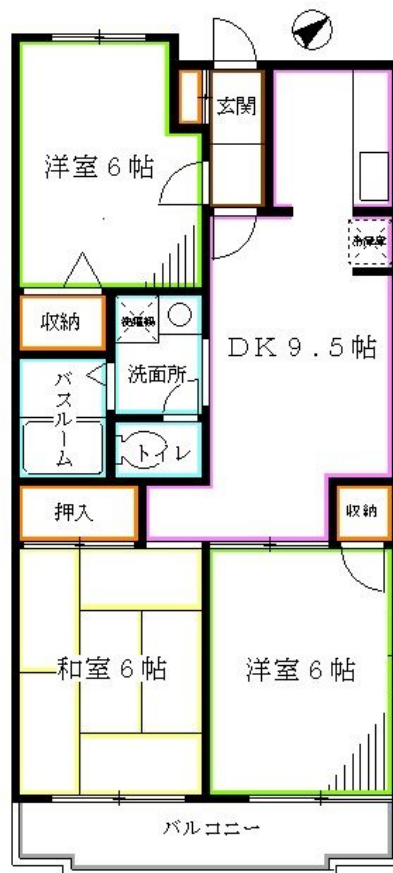 玄関
洋室6帖
冷蔵庫
収納
洗濯機
DK9.5帖
洗面所
バスルーム
トイレ
押入
収納
和室6帖
洋室6帖
バルコニー